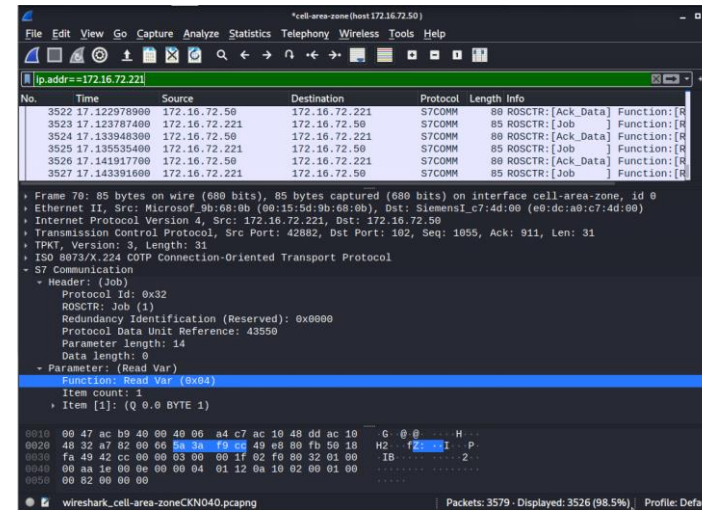 *cell-area-zone (host 172.16.72.50 )
File Edit View Go Capture Analyze Statistics Telephony Wireless Tools Help
ip.addr==172.16.72.221
No. Time Source Destination Protocol Length Info
3522 17.122978900 172.16.72.50 172.16.72.221 S7COMM 80 ROSCTR:[Ack_Data] Function:[R
3523 17.123787400 172.16.72.221 172.16.72.50 S7COMM 85 ROSCTR:[Job ] Function:[R
3524 17.133948300 172.16.72.50 172.16.72.221 S7COMM 80 ROSCTR:[Ack_Data] Function:[R
3525 17.135535400 172.16.72.221 172.16.72.50 S7COMM 85 ROSCTR:[Job ] Function:[R
3526 17.141917700 172.16.72.50 172.16.72.221 S7COMM 80 ROSCTR:[Ack_Data] Function:[R
3527 17.143391600 172.16.72.221 172.16.72.50 S7COMM 85 ROSCTR:[Job ] Function:[R
Frame 70: 85 bytes on wire (680 bits), 85 bytes captured (680 bits) on interface cell-area-zone, id 0
Ethernet II, Src: Microsof_9b:68:0b (00:15:5d:9b:68:0b), Dst: SiemensI_c7:4d:00 (e0:dc:a0:c7:4d:00)
Internet Protocol Version 4, Src: 172.16.72.221, Dst: 172.16.72.50
Transmission Control Protocol, Src Port: 42882, Dst Port: 102, Seq: 1055, Ack: 911, Len: 31
TPKT, Version: 3, Length: 31
ISO 8073/X.224 COTP Connection-Oriented Transport Protocol
S7 Communication
Header: (Job)
Protocol Id: 0x32
ROSCTR: Job (1)
Redundancy Identification (Reserved): 0x0000
Protocol Data Unit Reference: 43550
Parameter length: 14
Data length: 0
Parameter: (Read Var)
Function: Read Var (0x04)
Item count: 1
Item [1]: (Q 0.0 BYTE 1)
0010 00 47 ac b9 40 00 40 06 a4 c7 ac 10 48 dd ac 10 ·G··@·@· ····H···
0020 48 32 a7 82 00 66 5a 3a f9 cc 49 e8 80 fb 50 18 H2···fZ: ··I···P·
0030 fa 49 42 cc 00 00 03 00 00 1f 02 f0 80 32 01 00 ·IB····· ·····2··
0040 00 aa 1e 00 0e 00 00 04 01 12 0a 10 02 00 01 00 ········ ········
0050 00 82 00 00 00 ·····
wireshark_cell-area-zoneCKN040.pcapng Packets: 3579 · Displayed: 3526 (98.5%) Profile: Defa